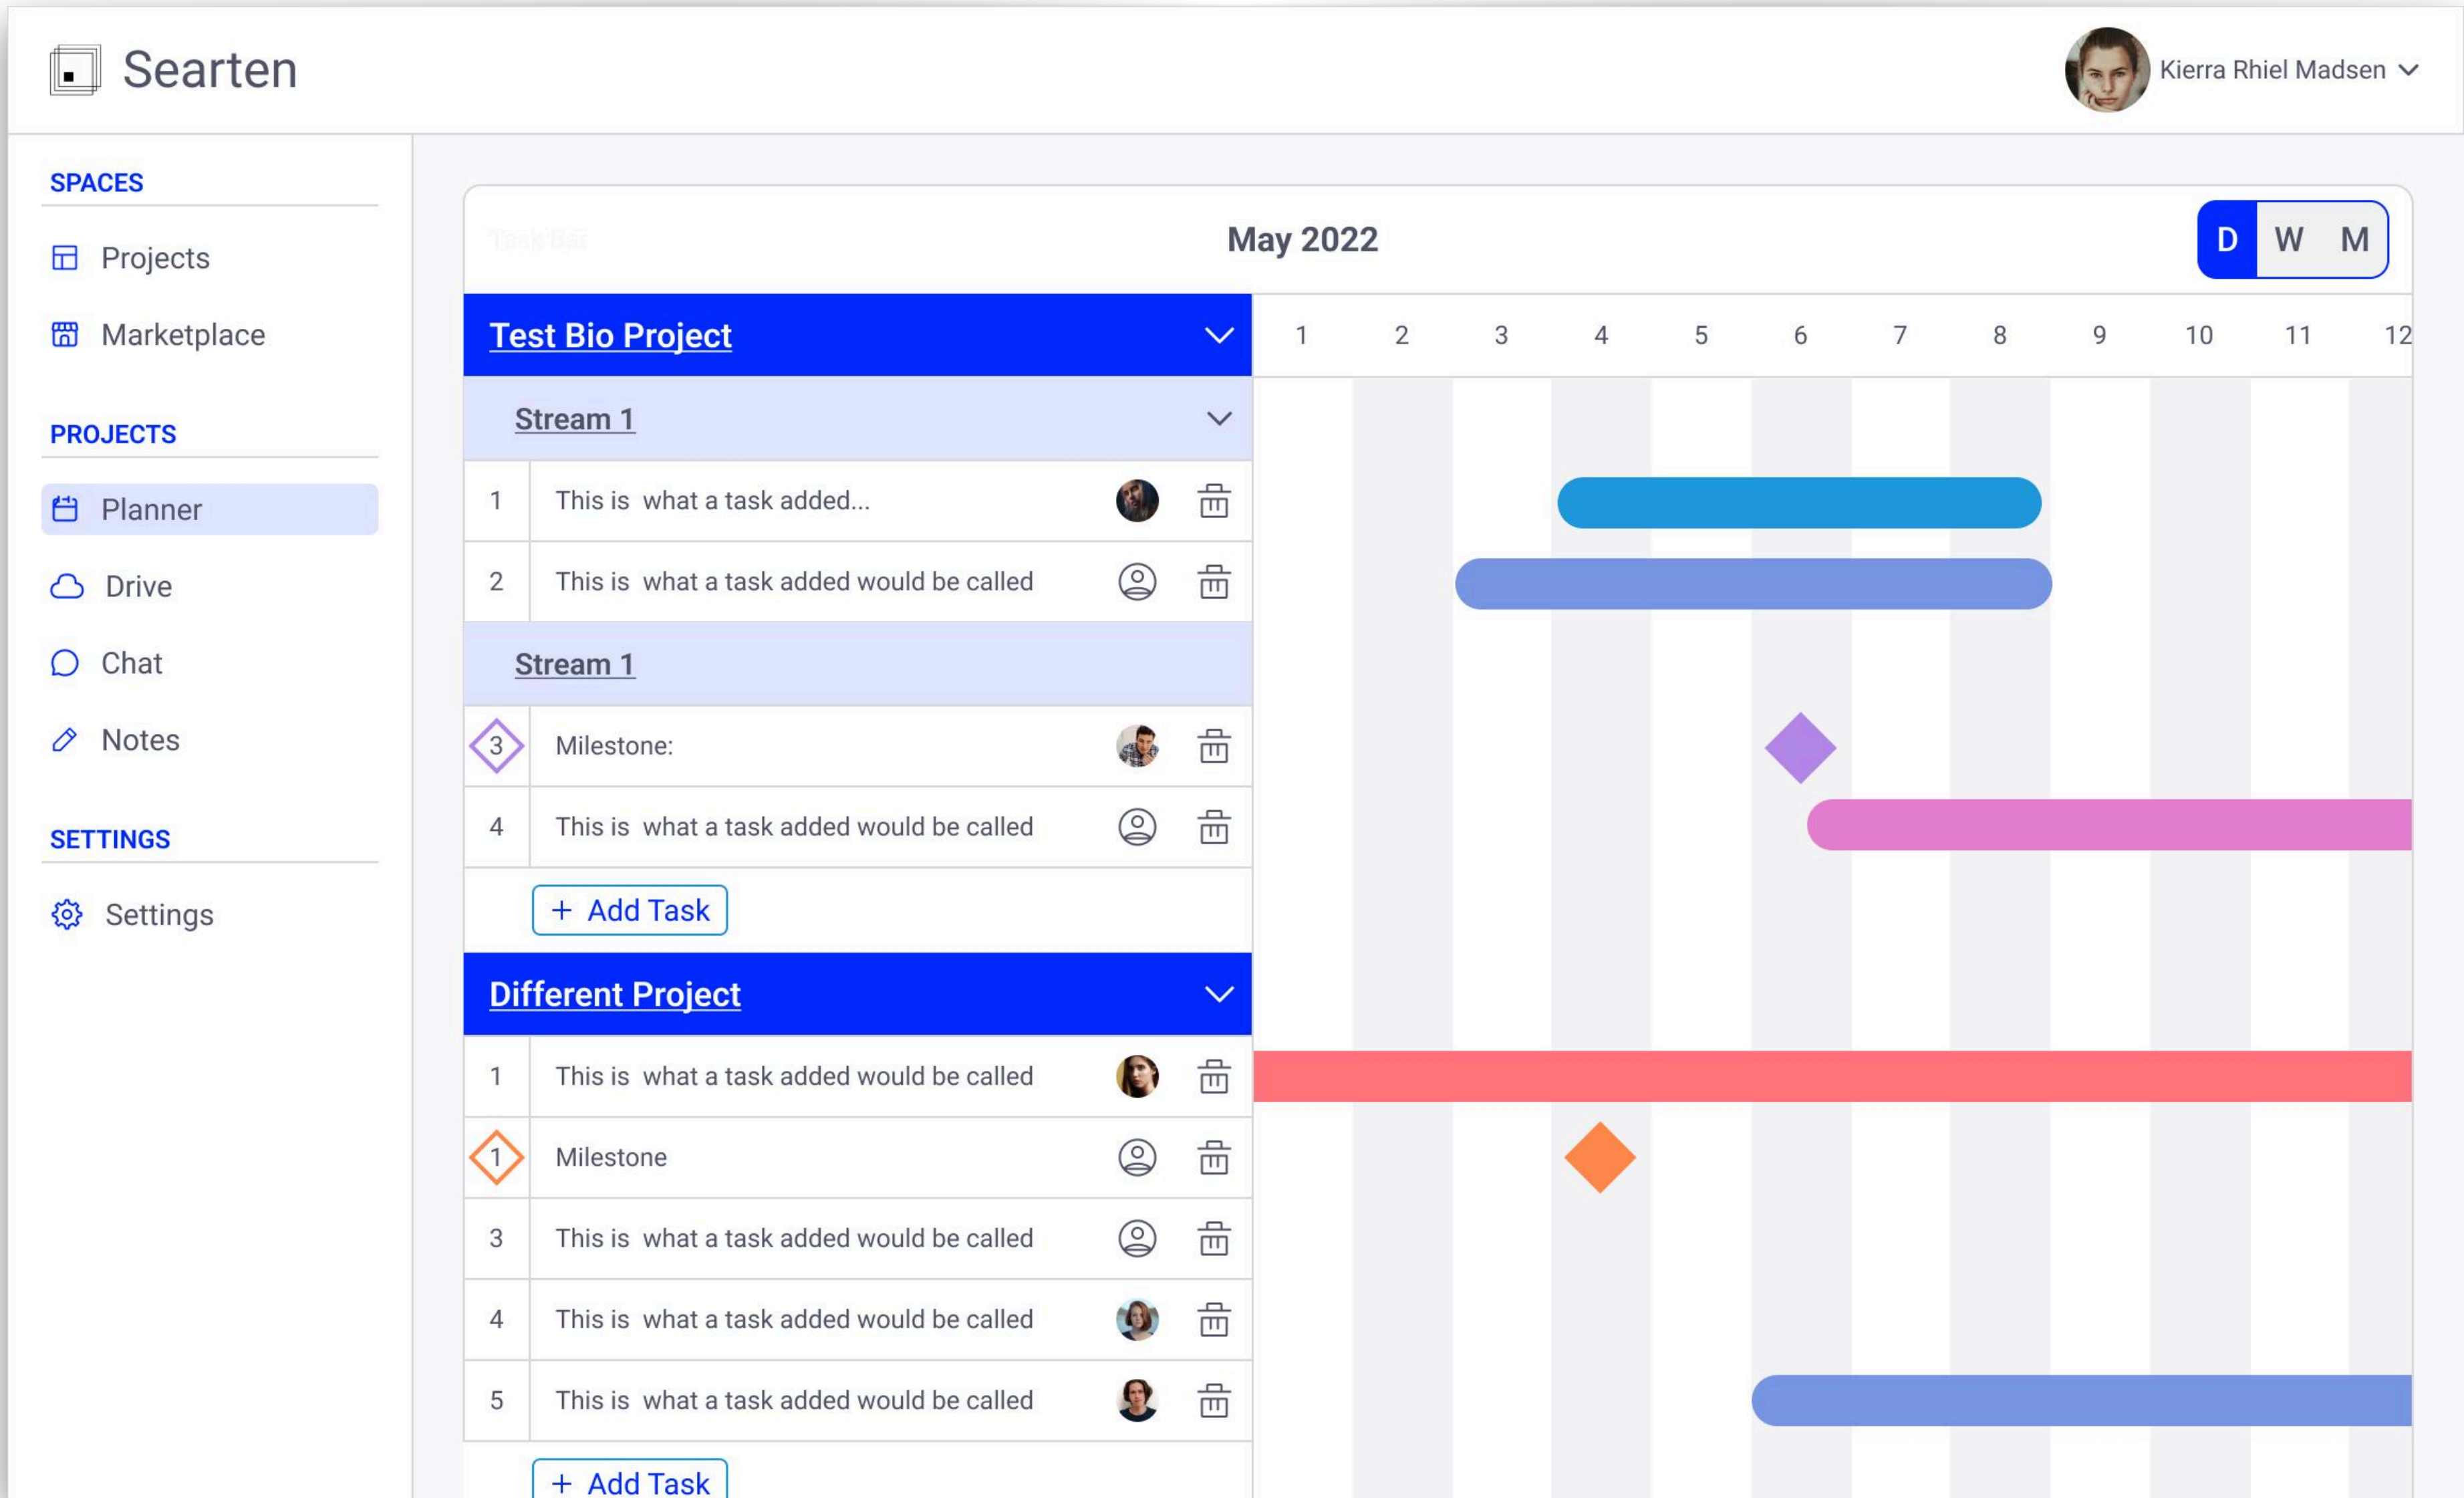 Searten
Kierra Rhiel Madsen
SPACES
Projects
Marketplace
PROJECTS
Planner
Drive
Chat
Notes
SETTINGS
Settings
Task Bar
May 2022
D W M
Test Bio Project
1 2 3 4 5 6 7 8 9 10 11 12
Stream 1
1 This is what a task added...
2 This is what a task added would be called
Stream 1
3 Milestone:
4 This is what a task added would be called
+ Add Task
Different Project
1 This is what a task added would be called
1 Milestone
3 This is what a task added would be called
4 This is what a task added would be called
5 This is what a task added would be called
+ Add Task